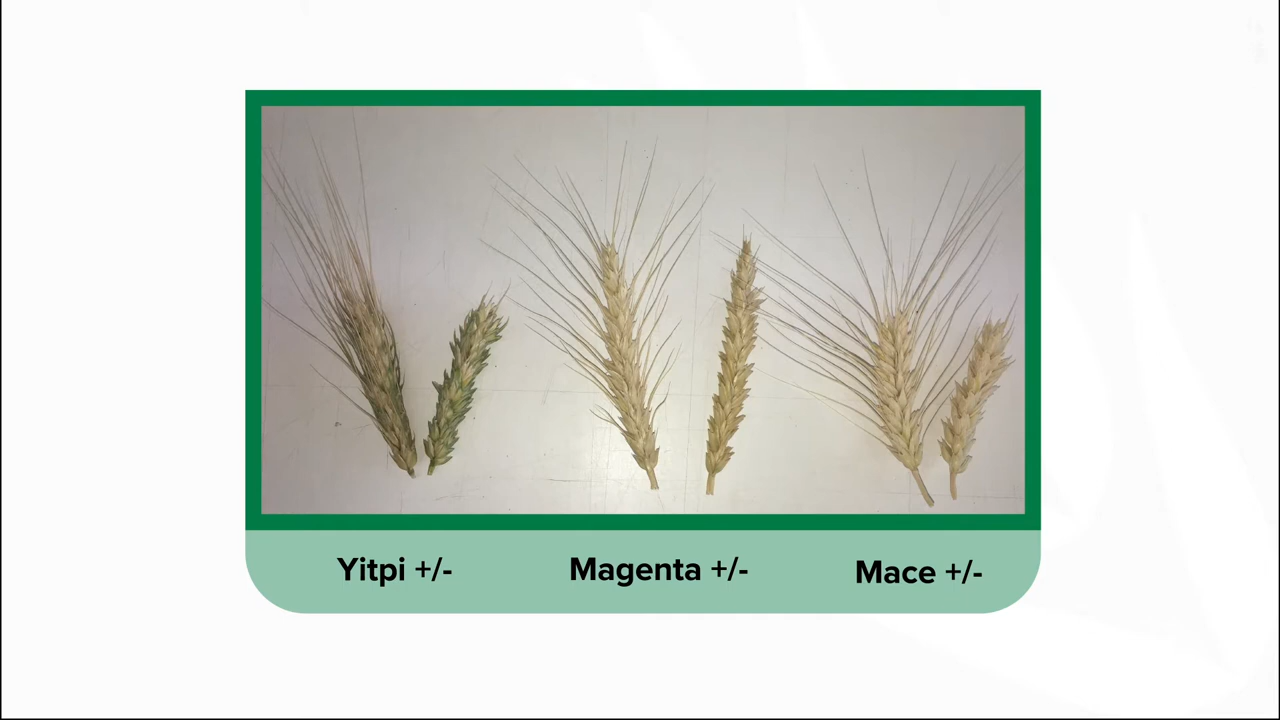 Yitpi +/-
Magenta +/-
Mace +/-